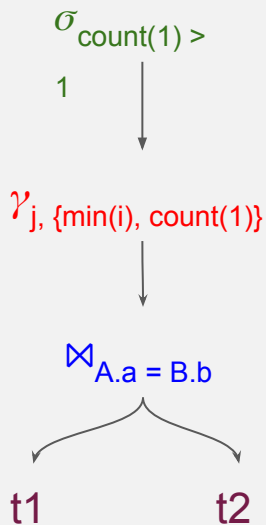 σcount(1) >
1
γj, {min(i), count(1)}
⋈A.a = B.b
t1 t2